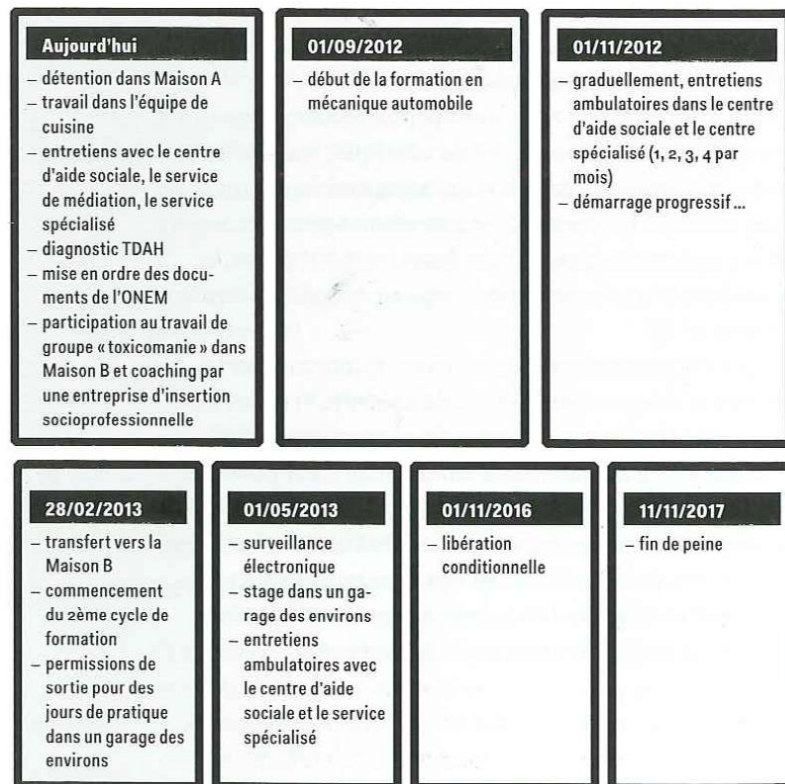 Aujourd'hui
– détention dans Maison A
– travail dans l'équipe de
cuisine
– entretiens avec le centre
d'aide sociale, le service
de médiation, le service
spécialisé
– diagnostic TDAH
– mise en ordre des docu-
ments de l'ONEM
– participation au travail de
groupe « toxicomanie » dans
Maison B et coaching par
une entreprise d'insertion
socioprofessionnelle
01/09/2012
– début de la formation en
mécanique automobile
01/11/2012
– graduellement, entretiens
ambulatoires dans le centre
d'aide sociale et le centre
spécialisé (1, 2, 3, 4 par
mois)
– démarrage progressif ...
28/02/2013
– transfert vers la
Maison B
– commencement
du 2ème cycle de
formation
– permissions de
sortie pour des
jours de pratique
dans un garage des
environs
01/05/2013
– surveillance
électronique
– stage dans un ga-
rage des environs
– entretiens
ambulatoires avec
le centre d'aide
sociale et le service
spécialisé
01/11/2016
– libération
conditionnelle
11/11/2017
– fin de peine